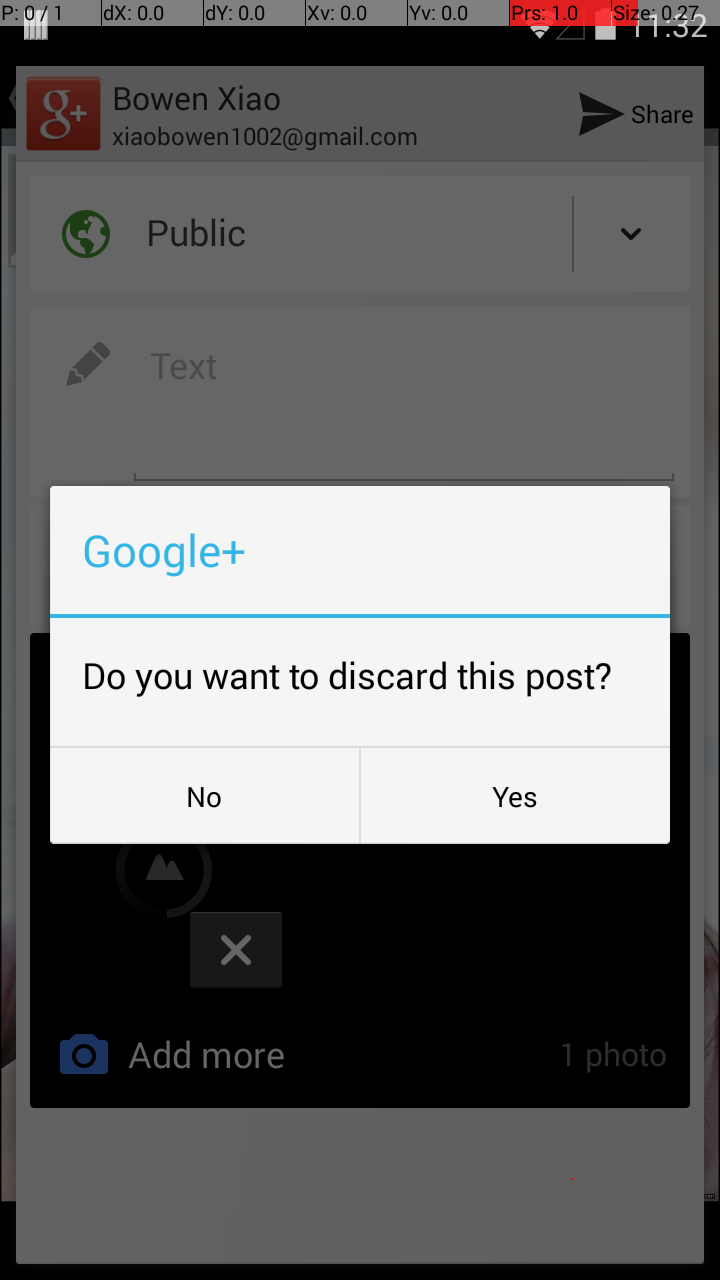 P: 0 / 1 dX: 0.0 dY: 0.0 Xv: 0.0 Yv: 0.0 Prs: 1.0 Size: 0.27
11:32
g+ Bowen Xiao
xiaobowen1002@gmail.com
Share
Public
Text
Google+
Do you want to discard this post?
No Yes
Add more 1 photo